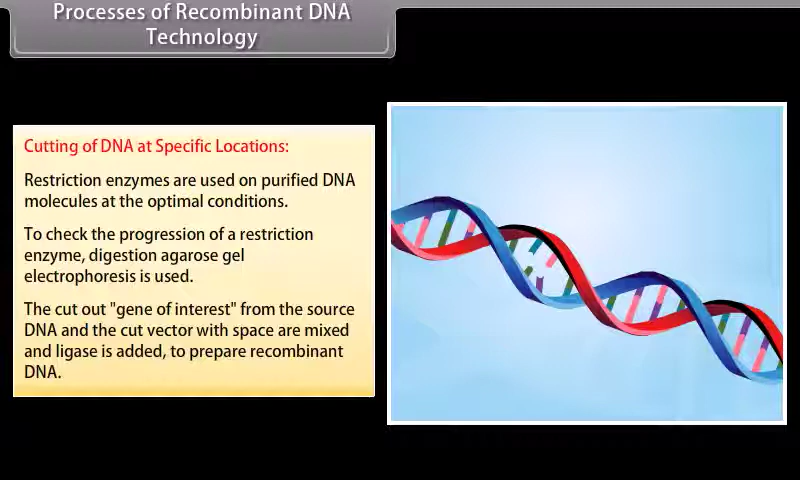 Processes of Recombinant DNA
Technology
Cutting of DNA at Specific Locations:
Restriction enzymes are used on purified DNA
molecules at the optimal conditions.
To check the progression of a restriction
enzyme, digestion agarose gel
electrophoresis is used.
The cut out "gene of interest" from the source
DNA and the cut vector with space are mixed
and ligase is added, to prepare recombinant
DNA.